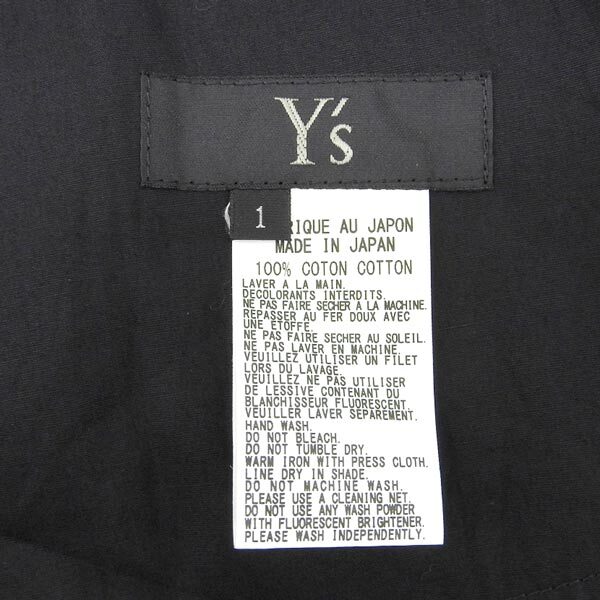 Y's
1
RIQUE AU JAPON
MADE IN JAPAN
100% COTON COTTON
LAVER A LA MAIN.
DECOLORANTS INTERDITS.
NE PAS FAIRE SECHER A LA MACHINE.
REPASSER AU FER DOUX AVEC
UNE ETOFFE.
NE PAS FAIRE SECHER AU SOLEIL.
NE PAS LAVER EN MACHINE.
VEUILLEZ UTILISER UN FILET
LORS DU LAVAGE.
VEUILLEZ NE PAS UTILISER
DE LESSIVE CONTENANT DU
BLANCHISSEUR FLUORESCENT.
VEUILLER LAVER SEPAREMENT.
HAND WASH.
DO NOT BLEACH.
DO NOT TUMBLE DRY.
WARM IRON WITH PRESS CLOTH.
LINE DRY IN SHADE.
DO NOT MACHINE WASH.
PLEASE USE A CLEANING NET.
DO NOT USE ANY WASH POWDER
WITH FLUORESCENT BRIGHTENER.
PLEASE WASH INDEPENDENTLY.